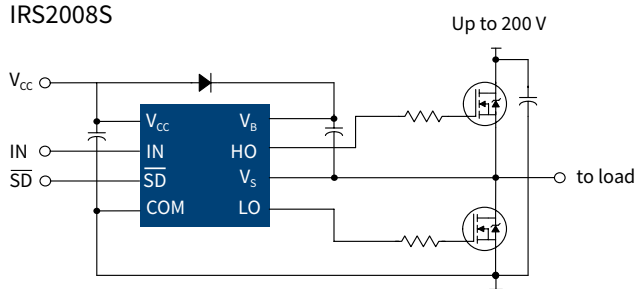 IRS2008S
Up to 200 V
VCC
VCC
VB
IN
IN
HO
SD
SD
VS
to load
COM
LO